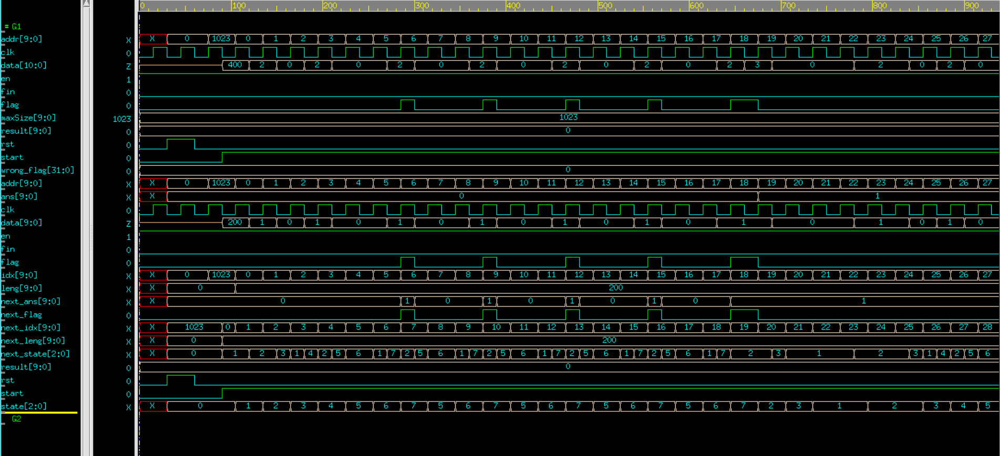 0 100 200 300 400 500 600 700 800 900
= G1
addr[9:0] X X 0 1023 0 1 2 3 4 5 6 7 8 9 10 11 12 13 14 15 16 17 18 19 20 21 22 23 24 25 26 27
clk 0
data[10:0] Z 400 2 0 2 0 2 0 2 0 2 0 2 0 2 3 0 2 0 2 0
en 1
fin 0
flag 0
maxSize[9:0] 1023 1023
result[9:0] 0 0
rst 0
start 0
wrong_flag[31:0] 0 0
addr[9:0] X X 0 1023 0 1 2 3 4 5 6 7 8 9 10 11 12 13 14 15 16 17 18 19 20 21 22 23 24 25 26 27
ans[9:0] X X 0 1
clk 0
data[9:0] Z 200 1 0 1 0 1 0 1 0 1 0 1 0 1 0 1 0 1 0
en 1
fin 0
flag 0
idx[9:0] X X 0 1023 0 1 2 3 4 5 6 7 8 9 10 11 12 13 14 15 16 17 18 19 20 21 22 23 24 25 26 27
leng[9:0] X X 0 200
next_ans[9:0] X X 0 1 0 1 0 1 0 1 0 1
next_flag 0
next_idx[9:0] X X 1023 0 1 2 3 4 5 6 7 8 9 10 11 12 13 14 15 16 17 18 19 20 21 22 23 24 25 26 27 28
next_leng[9:0] X X 0 200
next_state[2:0] X X 0 1 2 3 1 4 2 5 6 1 7 2 5 6 1 7 2 5 6 1 7 2 5 6 1 7 2 5 6 1 7 2 3 1 2 3 1 4 2 5 6
result[9:0] 0 0
rst 0
start 0
state[2:0] X X 0 1 2 3 4 5 6 7 5 6 7 5 6 7 5 6 7 5 6 7 2 3 1 2 3 4 5
G2